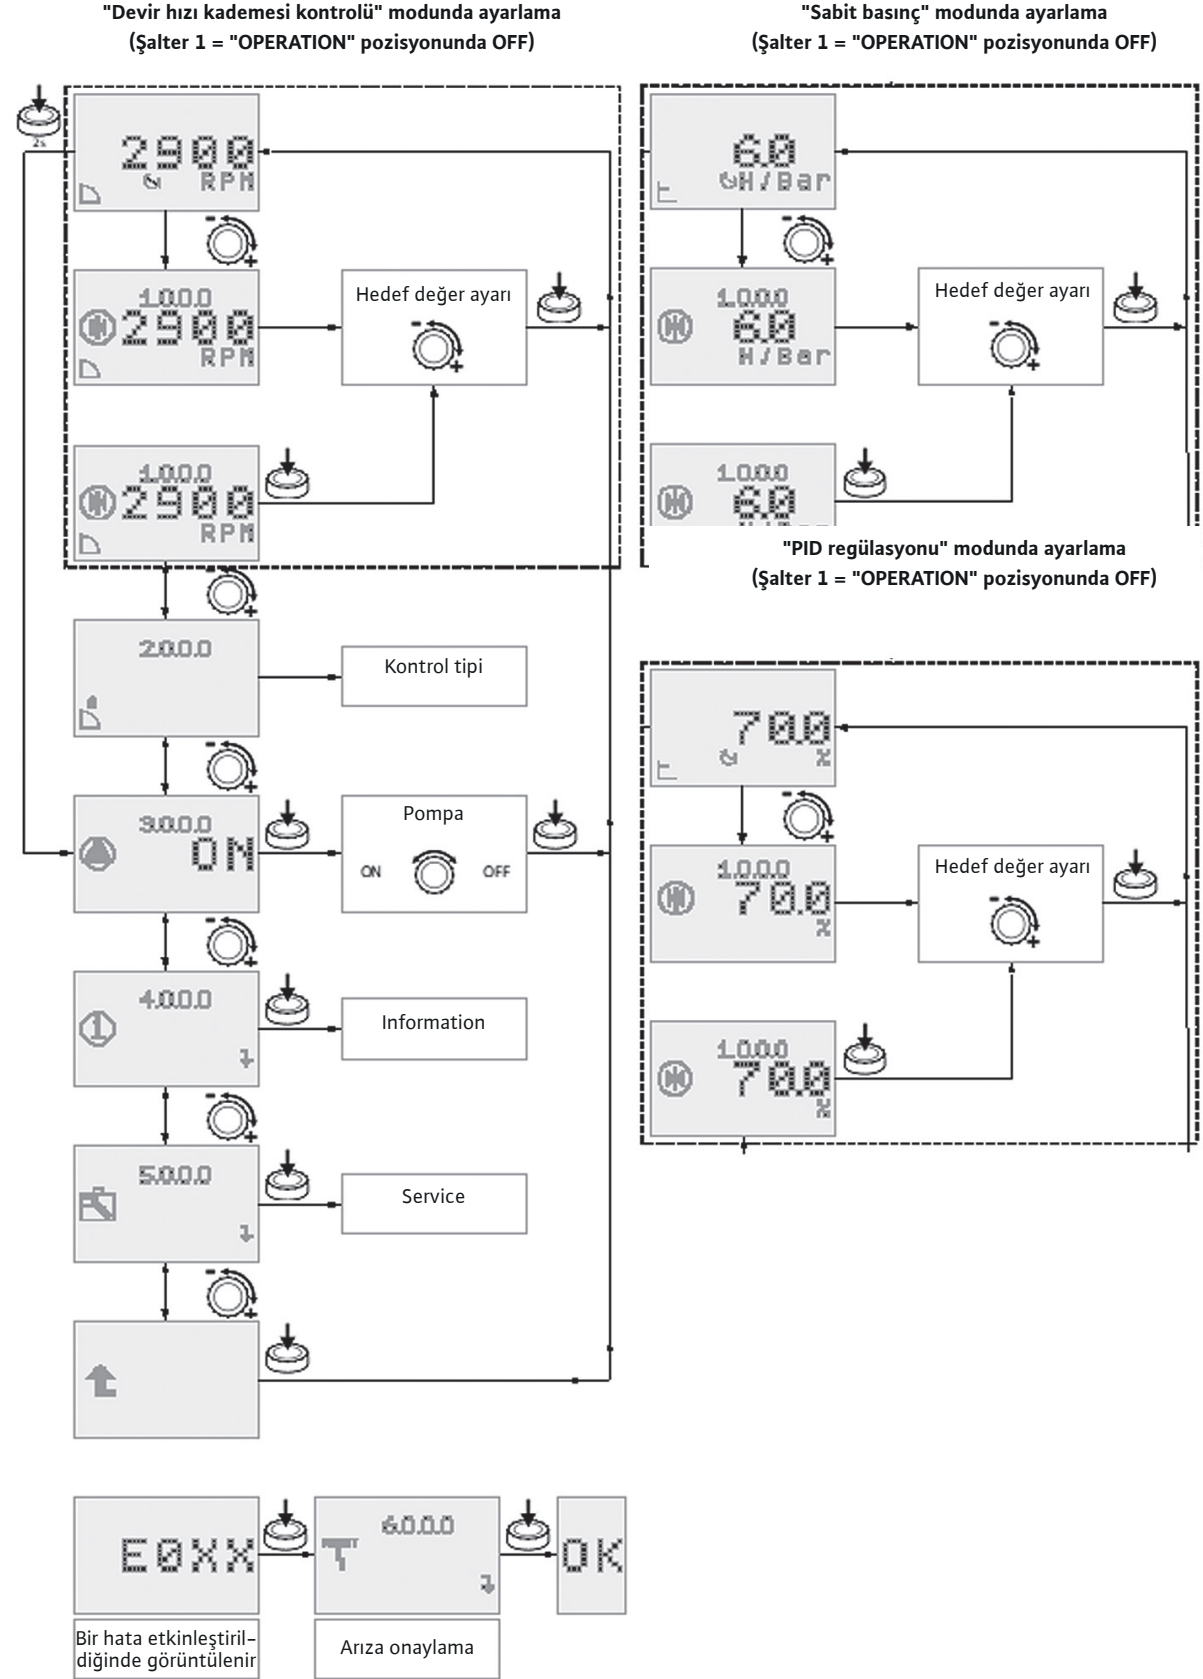 "Devir hızı kademesi kontrolü" modunda ayarlama
(Şalter 1 = "OPERATION" pozisyonunda OFF)
2s
2900
RPM
1.0.0.0
2900
RPM
Hedef değer ayarı
- +
1.0.0.0
2900
RPM
2.0.0.0
Kontrol tipi
3.0.0.0
ON
Pompa
ON OFF
4.0.0.0
Information
5.0.0.0
Service
E0XX
6.0.0.0
OK
Bir hata etkinleştiril-
diğinde görüntülenir
Arıza onaylama
"Sabit basınç" modunda ayarlama
(Şalter 1 = "OPERATION" pozisyonunda OFF)
6.0
H/Bar
1.0.0.0
6.0
H/Bar
Hedef değer ayarı
- +
1.0.0.0
6.0
"PID regülasyonu" modunda ayarlama
(Şalter 1 = "OPERATION" pozisyonunda OFF)
70.0
%
1.0.0.0
70.0
%
Hedef değer ayarı
- +
1.0.0.0
70.0
%